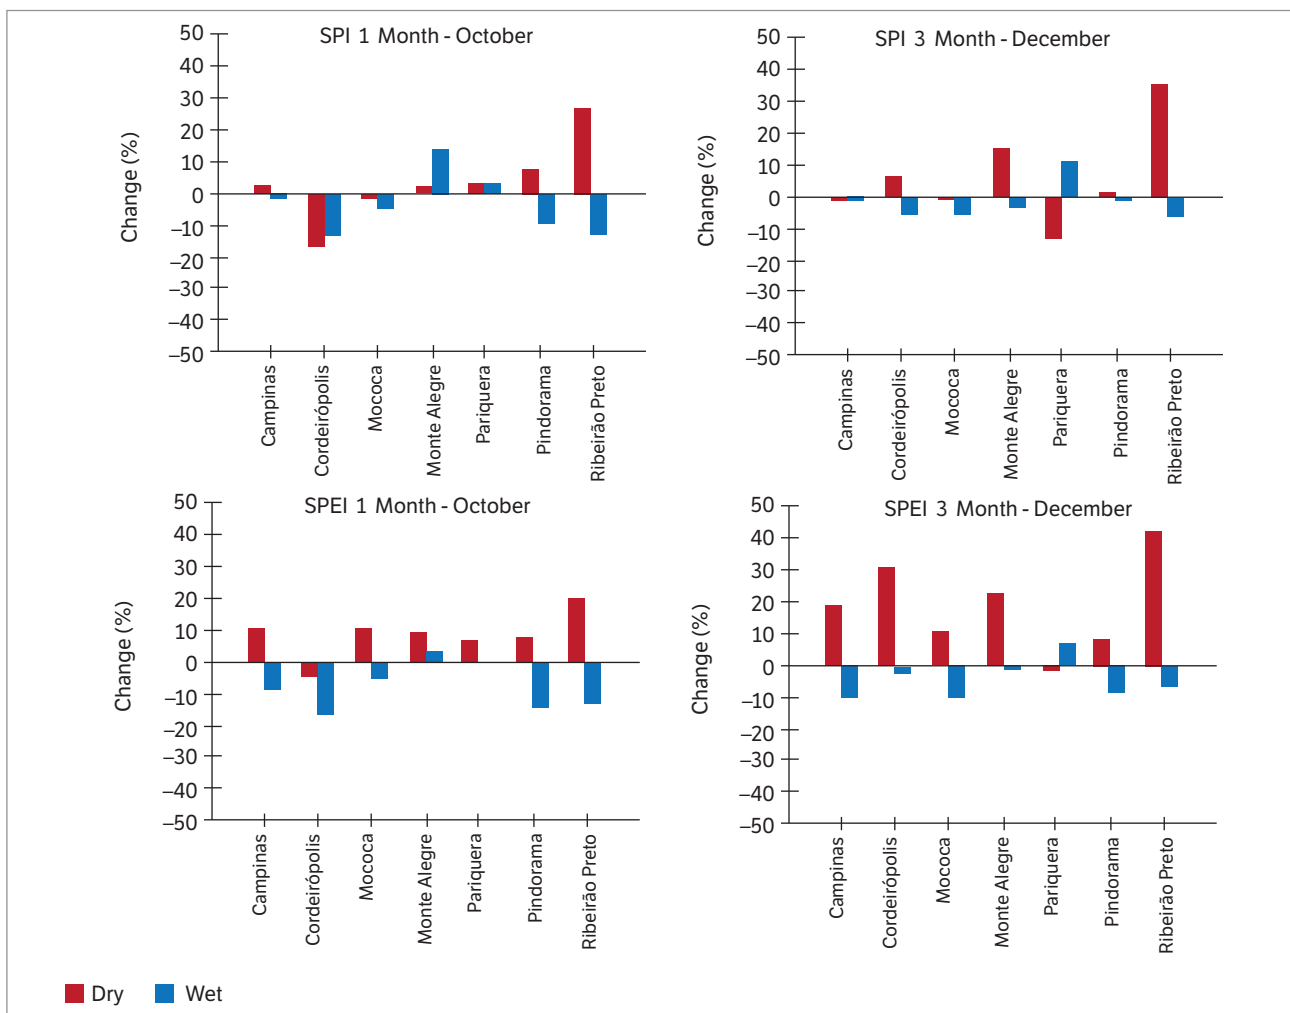 SPI 1 Month - October
Change (%)
50
40
30
20
10
0
–10
–20
–30
–40
–50
Campinas
Cordeirópolis
Mococa
Monte Alegre
Pariquera
Pindorama
Ribeirão Preto
SPI 3 Month - December
Change (%)
50
40
30
20
10
0
–10
–20
–30
–40
–50
Campinas
Cordeirópolis
Mococa
Monte Alegre
Pariquera
Pindorama
Ribeirão Preto
SPEI 1 Month - October
Change (%)
50
40
30
20
10
0
–10
–20
–30
–40
–50
Campinas
Cordeirópolis
Mococa
Monte Alegre
Pariquera
Pindorama
Ribeirão Preto
SPEI 3 Month - December
Change (%)
50
40
30
20
10
0
–10
–20
–30
–40
–50
Campinas
Cordeirópolis
Mococa
Monte Alegre
Pariquera
Pindorama
Ribeirão Preto
Dry Wet